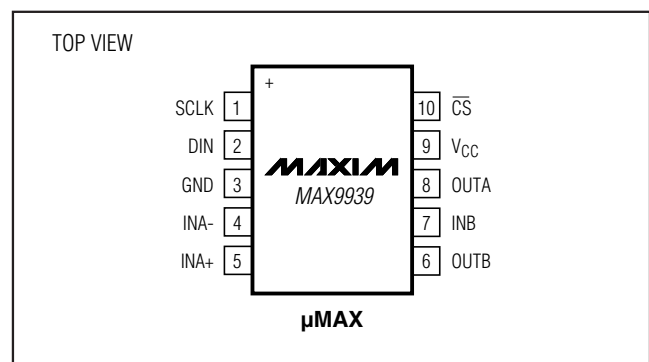 TOP VIEW
+
SCLK 1 10 C̅S̅
DIN 2 9 VCC
MAXIM
GND 3 8 OUTA
MAX9939
INA- 4 7 INB
INA+ 5 6 OUTB
µMAX